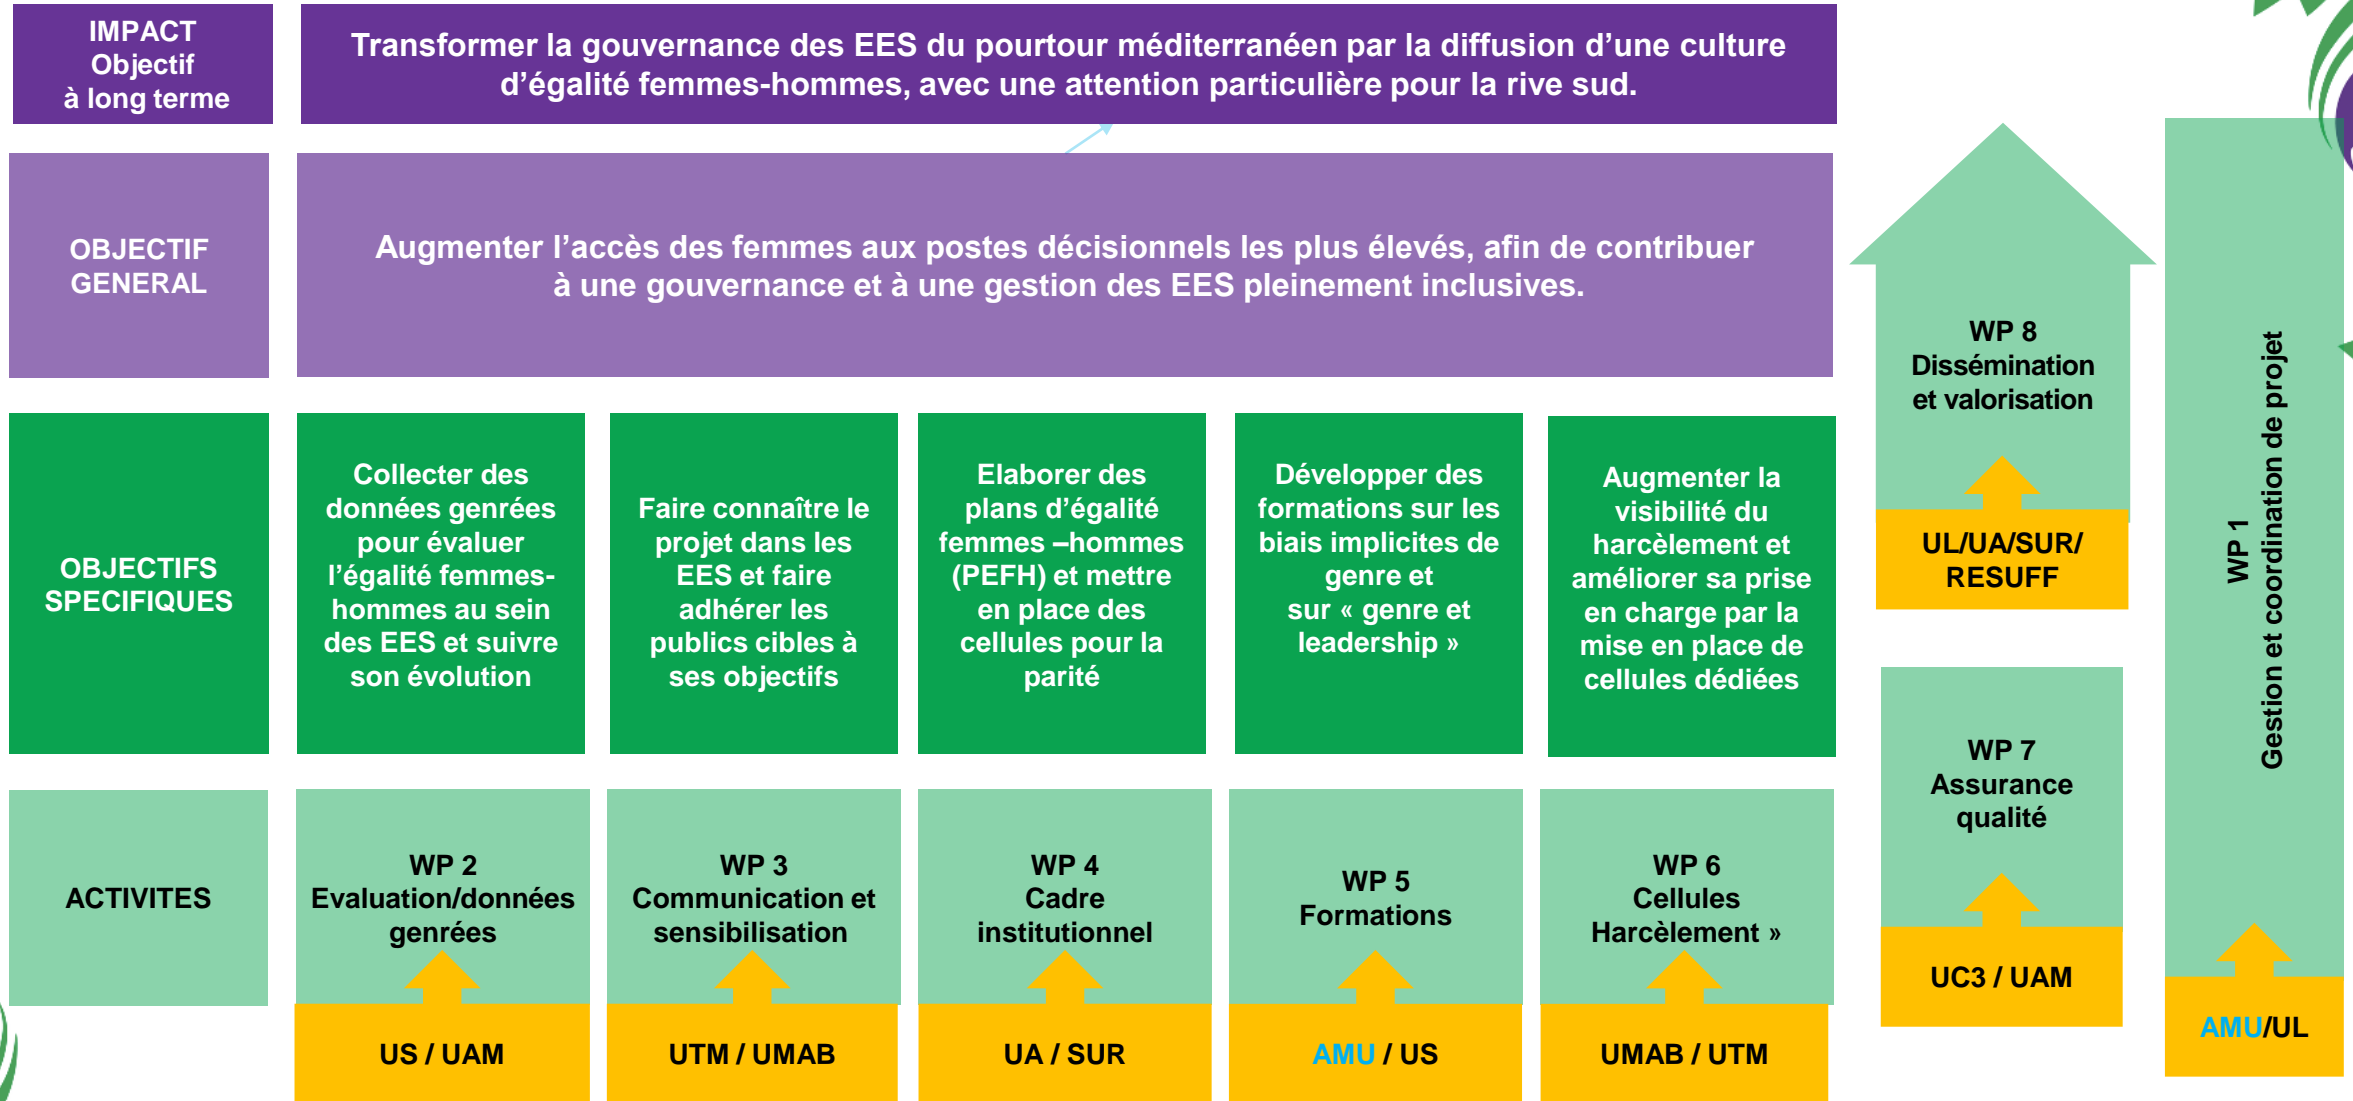 IMPACT
Objectif
à long terme
Transformer la gouvernance des EES du pourtour méditerranéen par la diffusion d’une culture
d’égalité femmes-hommes, avec une attention particulière pour la rive sud.
OBJECTIF
GENERAL
Augmenter l’accès des femmes aux postes décisionnels les plus élevés, afin de contribuer
à une gouvernance et à une gestion des EES pleinement inclusives.
OBJECTIFS
SPECIFIQUES
Collecter des
données genrées
pour évaluer
l’égalité femmes-
hommes au sein
des EES et suivre
son évolution
Faire connaître le
projet dans les
EES et faire
adhérer les
publics cibles à
ses objectifs
Elaborer des
plans d’égalité
femmes –hommes
(PEFH) et mettre
en place des
cellules pour la
parité
Développer des
formations sur les
biais implicites de
genre et
sur « genre et
leadership »
Augmenter la
visibilité du
harcèlement et
améliorer sa prise
en charge par la
mise en place de
cellules dédiées
ACTIVITES
WP 2
Evaluation/données
genrées
US / UAM
WP 3
Communication et
sensibilisation
UTM / UMAB
WP 4
Cadre
institutionnel
UA / SUR
WP 5
Formations
AMU / US
WP 6
Cellules
Harcèlement »
UMAB / UTM
WP 8
Dissémination
et valorisation
UL/UA/SUR/
RESUFF
WP 7
Assurance
qualité
UC3 / UAM
WP 1
Gestion et coordination de projet
AMU/UL